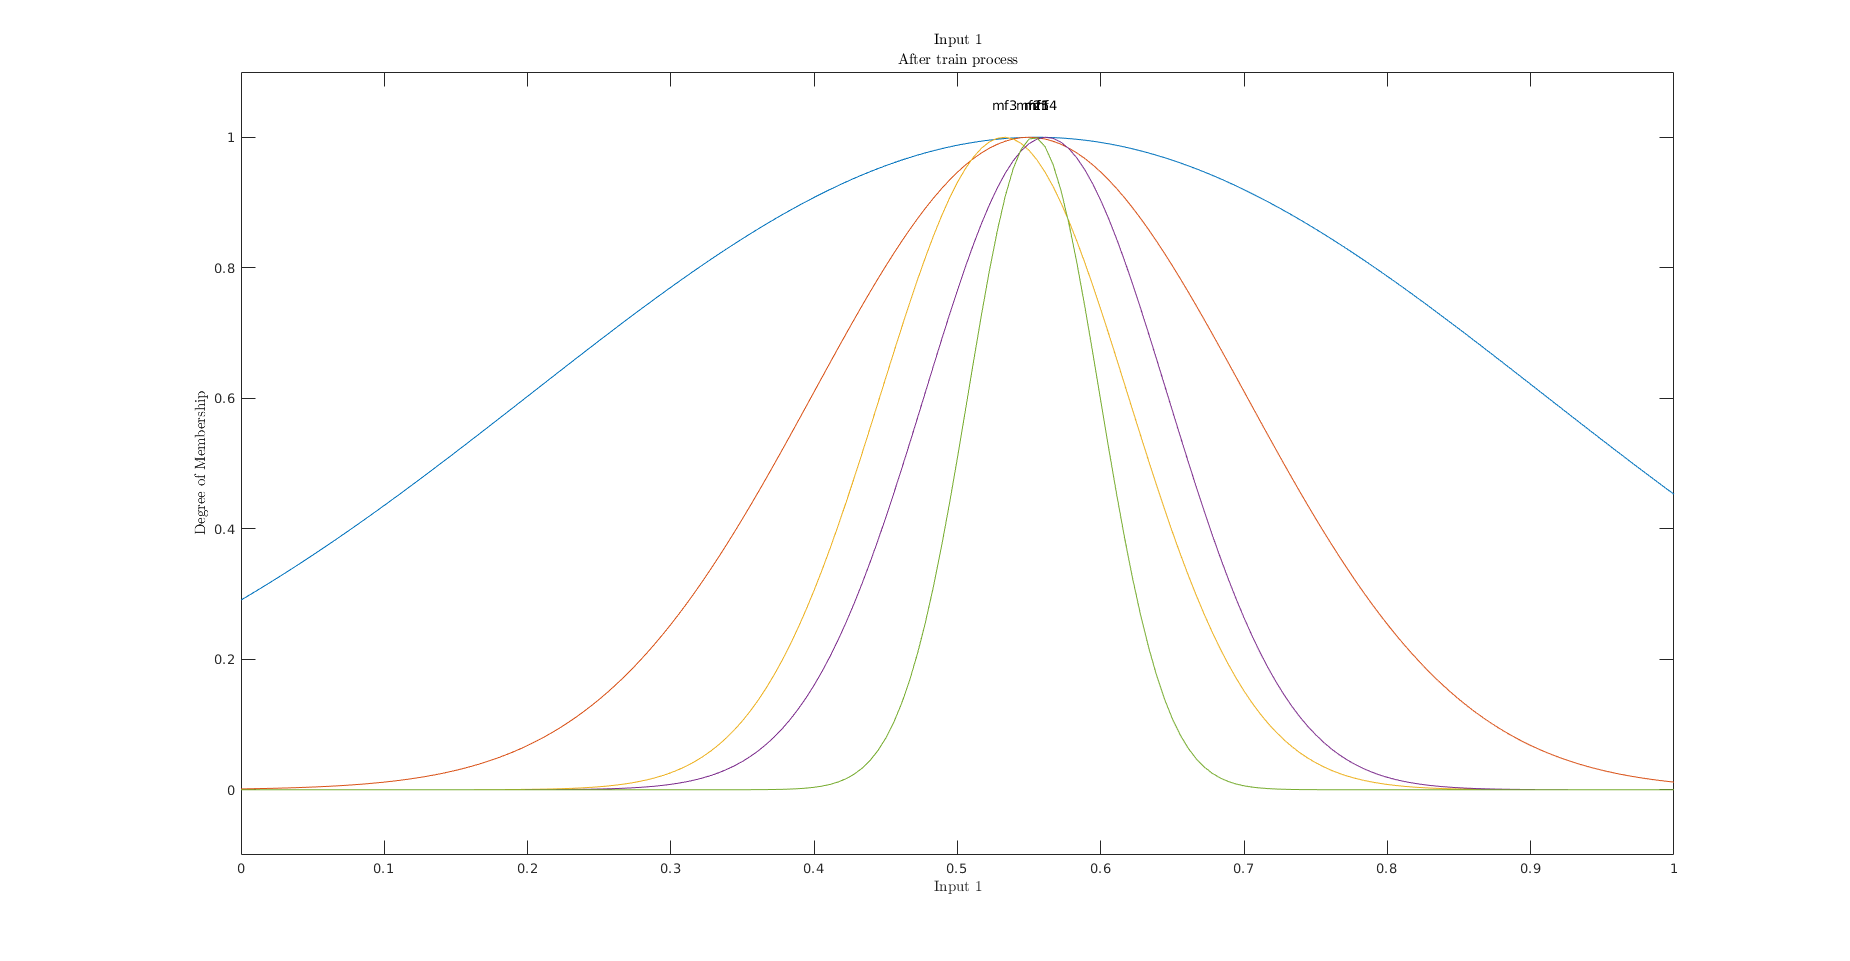 Input 1
After train process
mf3
1
0.8
0.6
0.4
0.2
0
Degree of Membership
0 0.1 0.2 0.3 0.4 0.5 0.6 0.7 0.8 0.9 1
Input 1